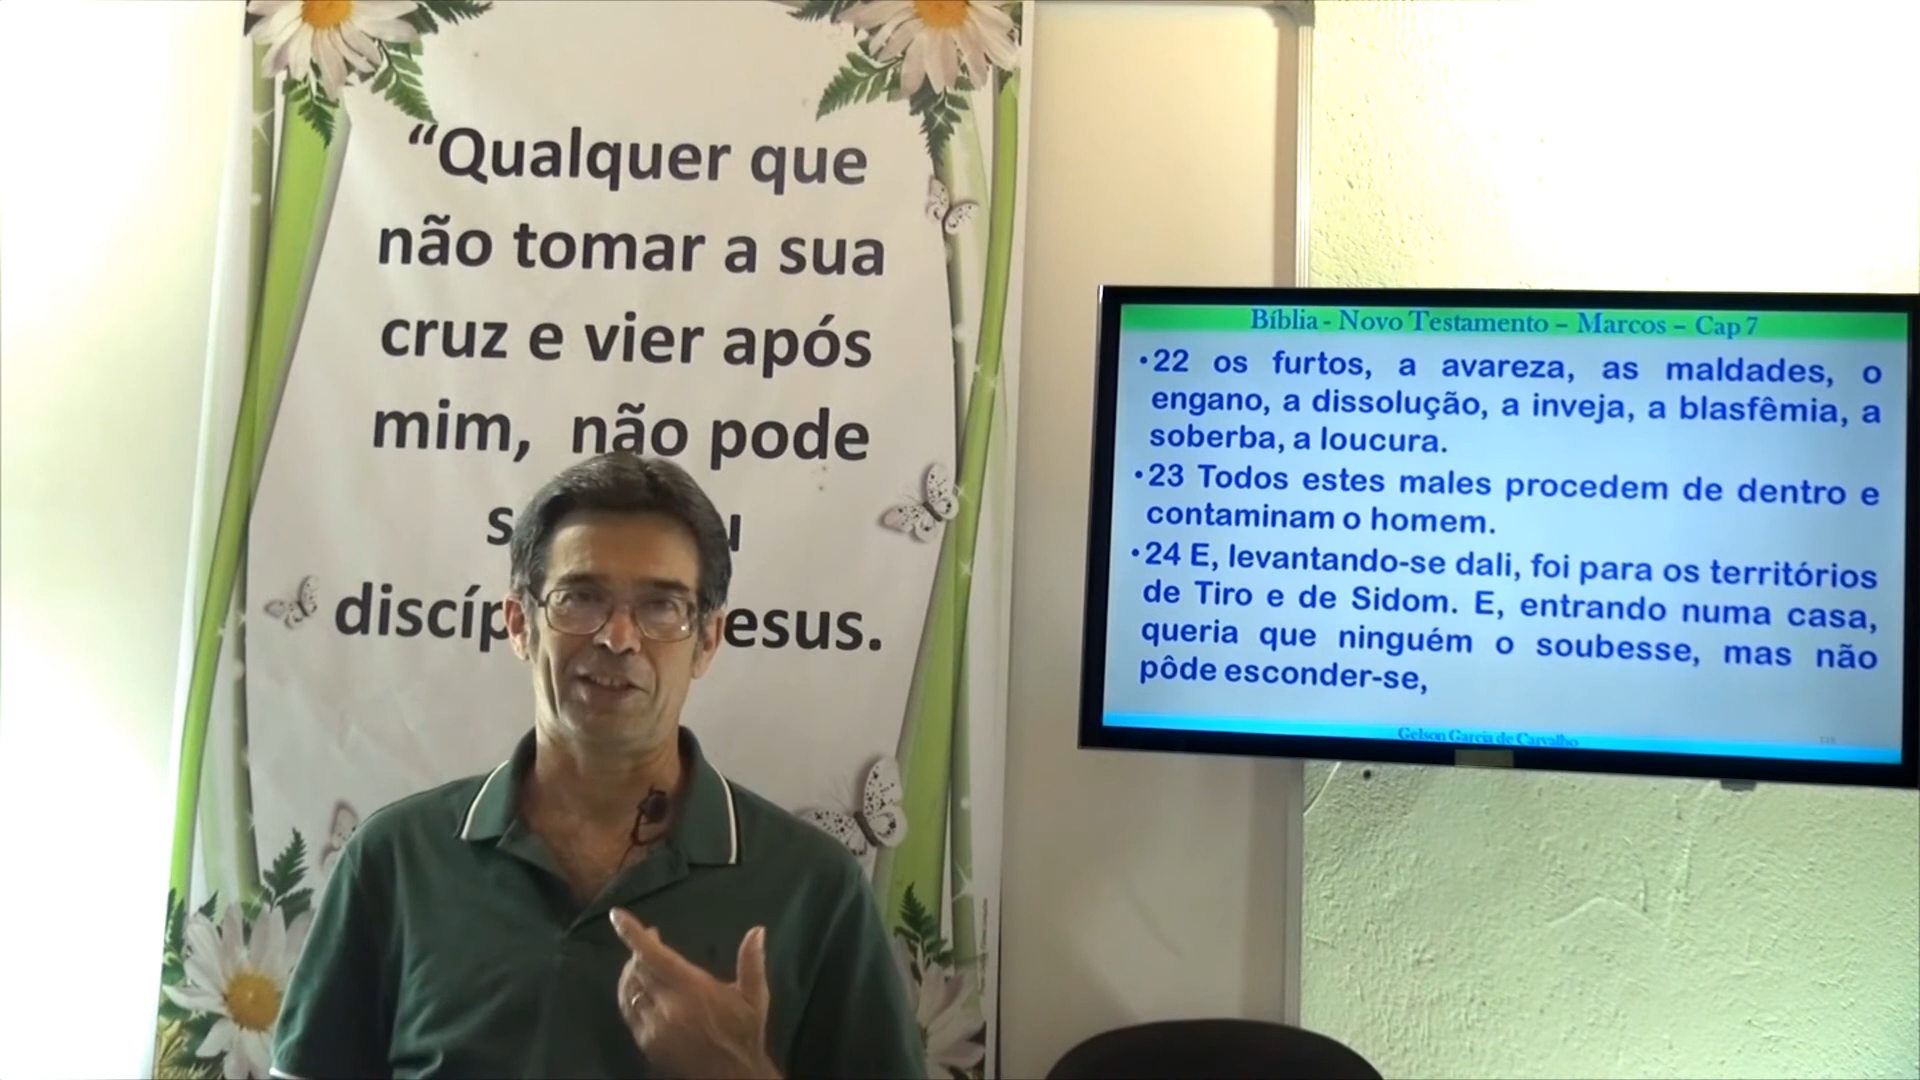 “Qualquer que
não tomar a sua
cruz e vier após
mim, não pode
discíp esus.
Bíblia - Novo Testamento – Marcos – Cap 7
•22 os furtos, a avareza, as maldades, o
engano, a dissolução, a inveja, a blasfêmia, a
soberba, a loucura.
•23 Todos estes males procedem de dentro e
contaminam o homem.
•24 E, levantando-se dali, foi para os territórios
de Tiro e de Sidom. E, entrando numa casa,
queria que ninguém o soubesse, mas não
pôde esconder-se,
Gelson Garcia de Carvalho